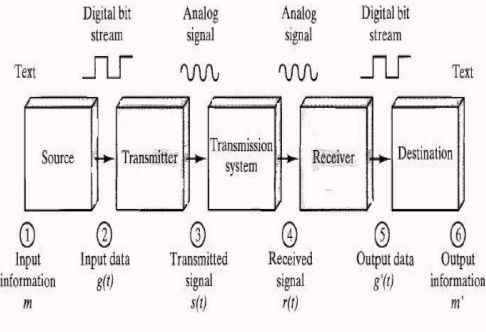 Digital bit stream
Analog signal
Analog signal
Digital bit stream
Text
Text
Source
Transmitter
Transmission system
Receiver
Destination
1
2
3
4
5
6
Input information m
Input data g(t)
Transmitted signal s(t)
Received signal r(t)
Output data g'(t)
Output information m'